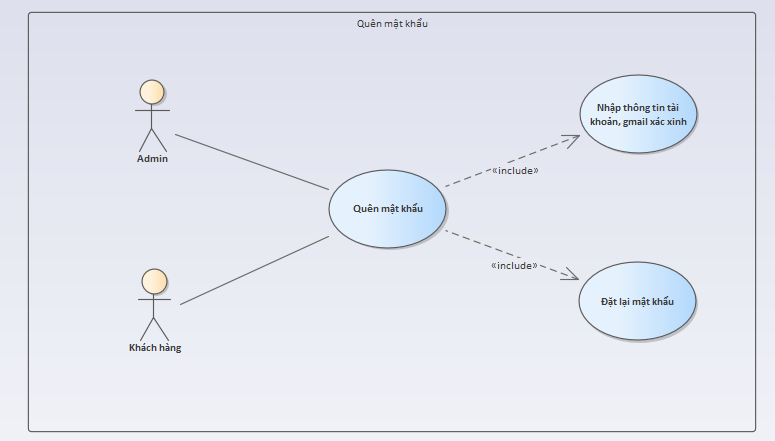 Quên mật khẩu
Admin
Nhập thông tin tài
khoản, gmail xác xinh
«include»
Quên mật khẩu
«include»
Đặt lại mật khẩu
Khách hàng